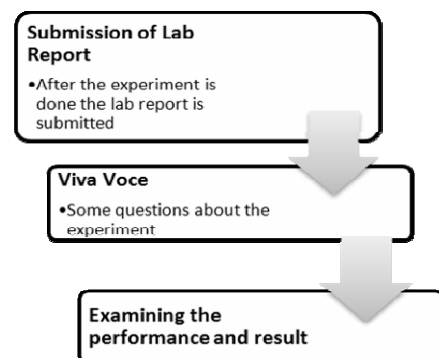 Submission of Lab
Report
•After the experiment is
done the lab report is
submitted
Viva Voce
•Some questions about the
experiment
Examining the
performance and result